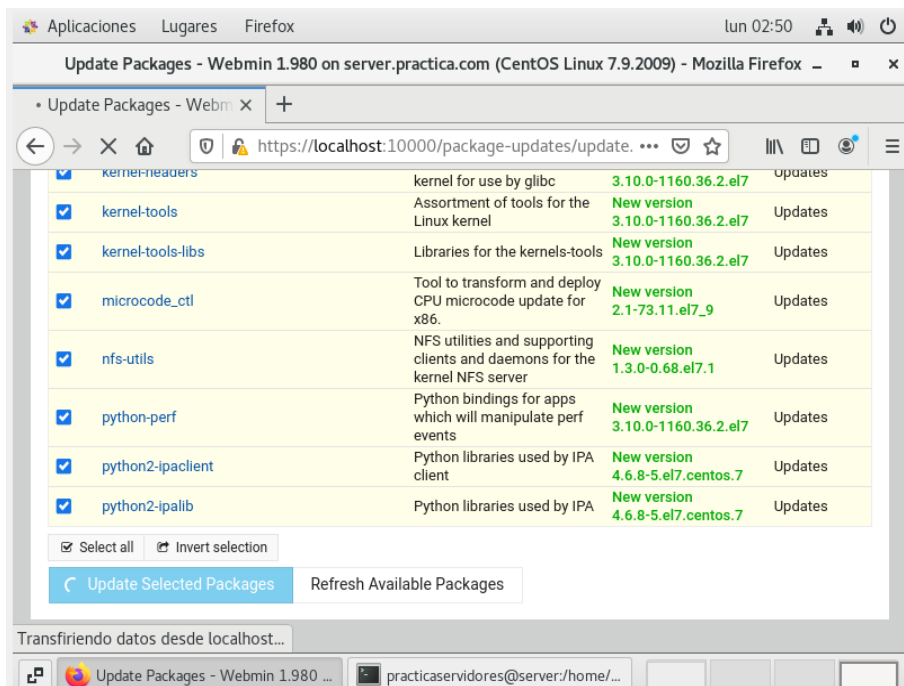 Aplicaciones Lugares Firefox lun 02:50
Update Packages - Webmin 1.980 on server.practica.com (CentOS Linux 7.9.2009) - Mozilla Firefox
• Update Packages - Webm
https://localhost:10000/package-updates/update.
kernel-headers kernel for use by glibc 3.10.0-1160.36.2.el7 Updates
kernel-tools Assortment of tools for the Linux kernel New version 3.10.0-1160.36.2.el7 Updates
kernel-tools-libs Libraries for the kernels-tools New version 3.10.0-1160.36.2.el7 Updates
microcode_ctl Tool to transform and deploy CPU microcode update for x86. New version 2.1-73.11.el7_9 Updates
nfs-utils NFS utilities and supporting clients and daemons for the kernel NFS server New version 1.3.0-0.68.el7.1 Updates
python-perf Python bindings for apps which will manipulate perf events New version 3.10.0-1160.36.2.el7 Updates
python2-ipaclient Python libraries used by IPA client New version 4.6.8-5.el7.centos.7 Updates
python2-ipalib Python libraries used by IPA New version 4.6.8-5.el7.centos.7 Updates
Select all Invert selection
Update Selected Packages Refresh Available Packages
Transfiriendo datos desde localhost...
Update Packages - Webmin 1.980 ... practicaservidores@server:/home/...